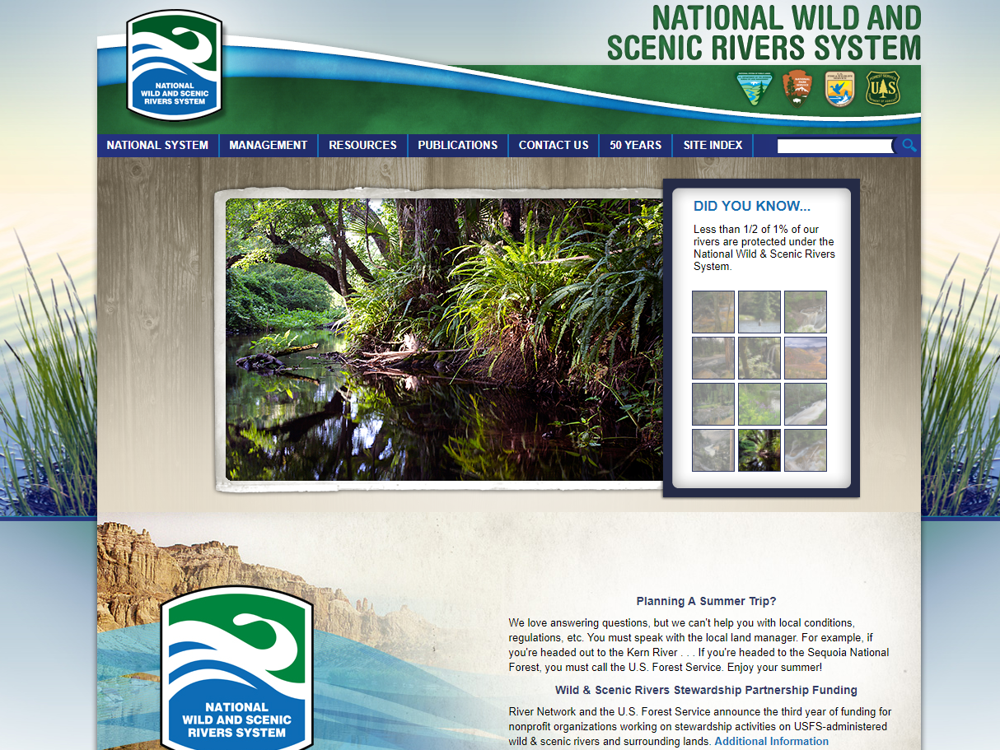 NATIONAL WILD AND
SCENIC RIVERS SYSTEM
NATIONAL
WILD AND SCENIC
RIVERS SYSTEM
NATIONAL SYSTEM
MANAGEMENT
RESOURCES
PUBLICATIONS
CONTACT US
50 YEARS
SITE INDEX
DID YOU KNOW...
Less than 1/2 of 1% of our
rivers are protected under the
National Wild & Scenic Rivers
System.
Planning A Summer Trip?
We love answering questions, but we can't help you with local conditions,
regulations, etc. You must speak with the local land manager. For example, if
you're headed out to the Kern River . . . If you're headed to the Sequoia National
Forest, you must call the U.S. Forest Service. Enjoy your summer!
Wild & Scenic Rivers Stewardship Partnership Funding
River Network and the U.S. Forest Service announce the third year of funding for
nonprofit organizations working on stewardship activities on USFS-administered
wild & scenic rivers and surrounding lands. Additional Information
NATIONAL
WILD AND SCENIC
RIVERS SYSTEM
FOREST SERVICE
UAS